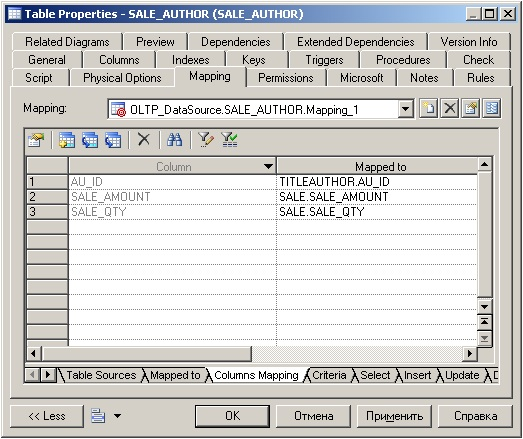 Table Properties - SALE_AUTHOR (SALE_AUTHOR)
Related Diagrams Preview Dependencies Extended Dependencies Version Info
General Columns Indexes Keys Triggers Procedures Check
Script Physical Options Mapping Permissions Microsoft Notes Rules
Mapping: OLTP_DataSource.SALE_AUTHOR.Mapping_1
Column Mapped to
1 AU_ID TITLEAUTHOR.AU_ID
2 SALE_AMOUNT SALE.SALE_AMOUNT
3 SALE_QTY SALE.SALE_QTY
Table Sources Mapped to Columns Mapping Criteria Select Insert Update
<< Less OK Отмена Применить Справка